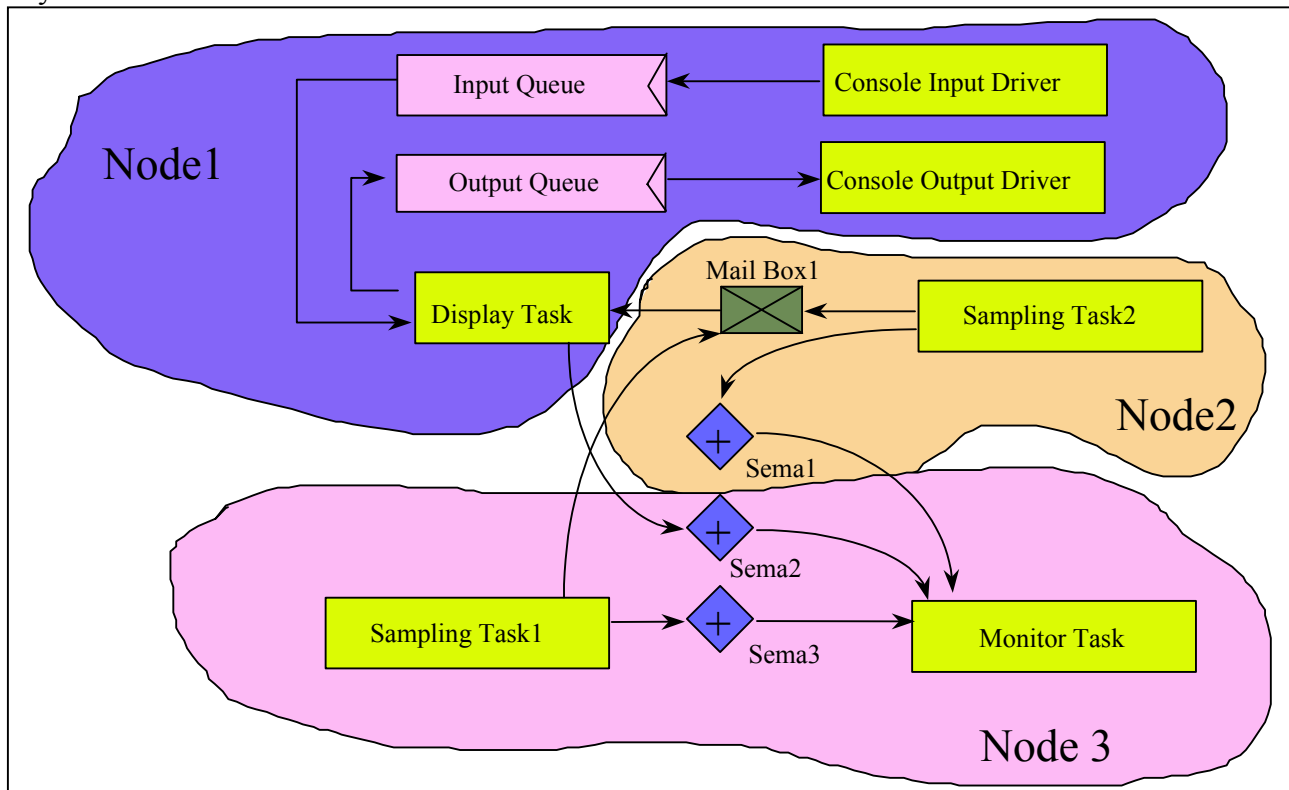 Input Queue
Console Input Driver
Node1
Output Queue
Console Output Driver
Mail Box1
Display Task
Sampling Task2
Node2
+
Sema1
+
Sema2
+
Sampling Task1
Sema3
Monitor Task
Node 3